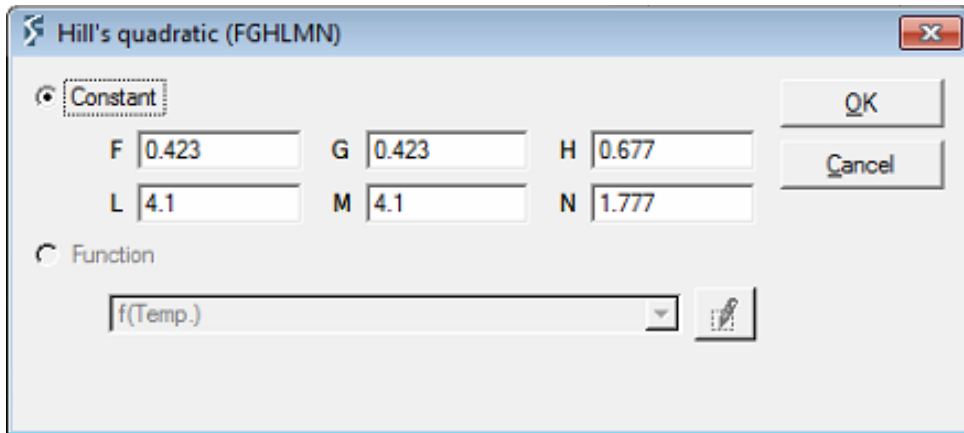 Hill's quadratic (FGHLMN)
Constant
OK
F 0.423 G 0.423 H 0.677
Cancel
L 4.1 M 4.1 N 1.777
Function
f(Temp.)